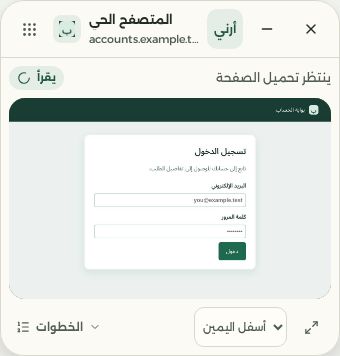 المتصفح الحي
accounts.example.t...
أرني
ينتظر تحميل الصفحة
يقرأ
بوابة الحساب
تسجيل الدخول
تابع إلى حسابك للوصول إلى تفاصيل الطلب.
البريد الإلكتروني
you@example.test
كلمة المرور
••••••••
دخول
أسفل اليمين
الخطوات